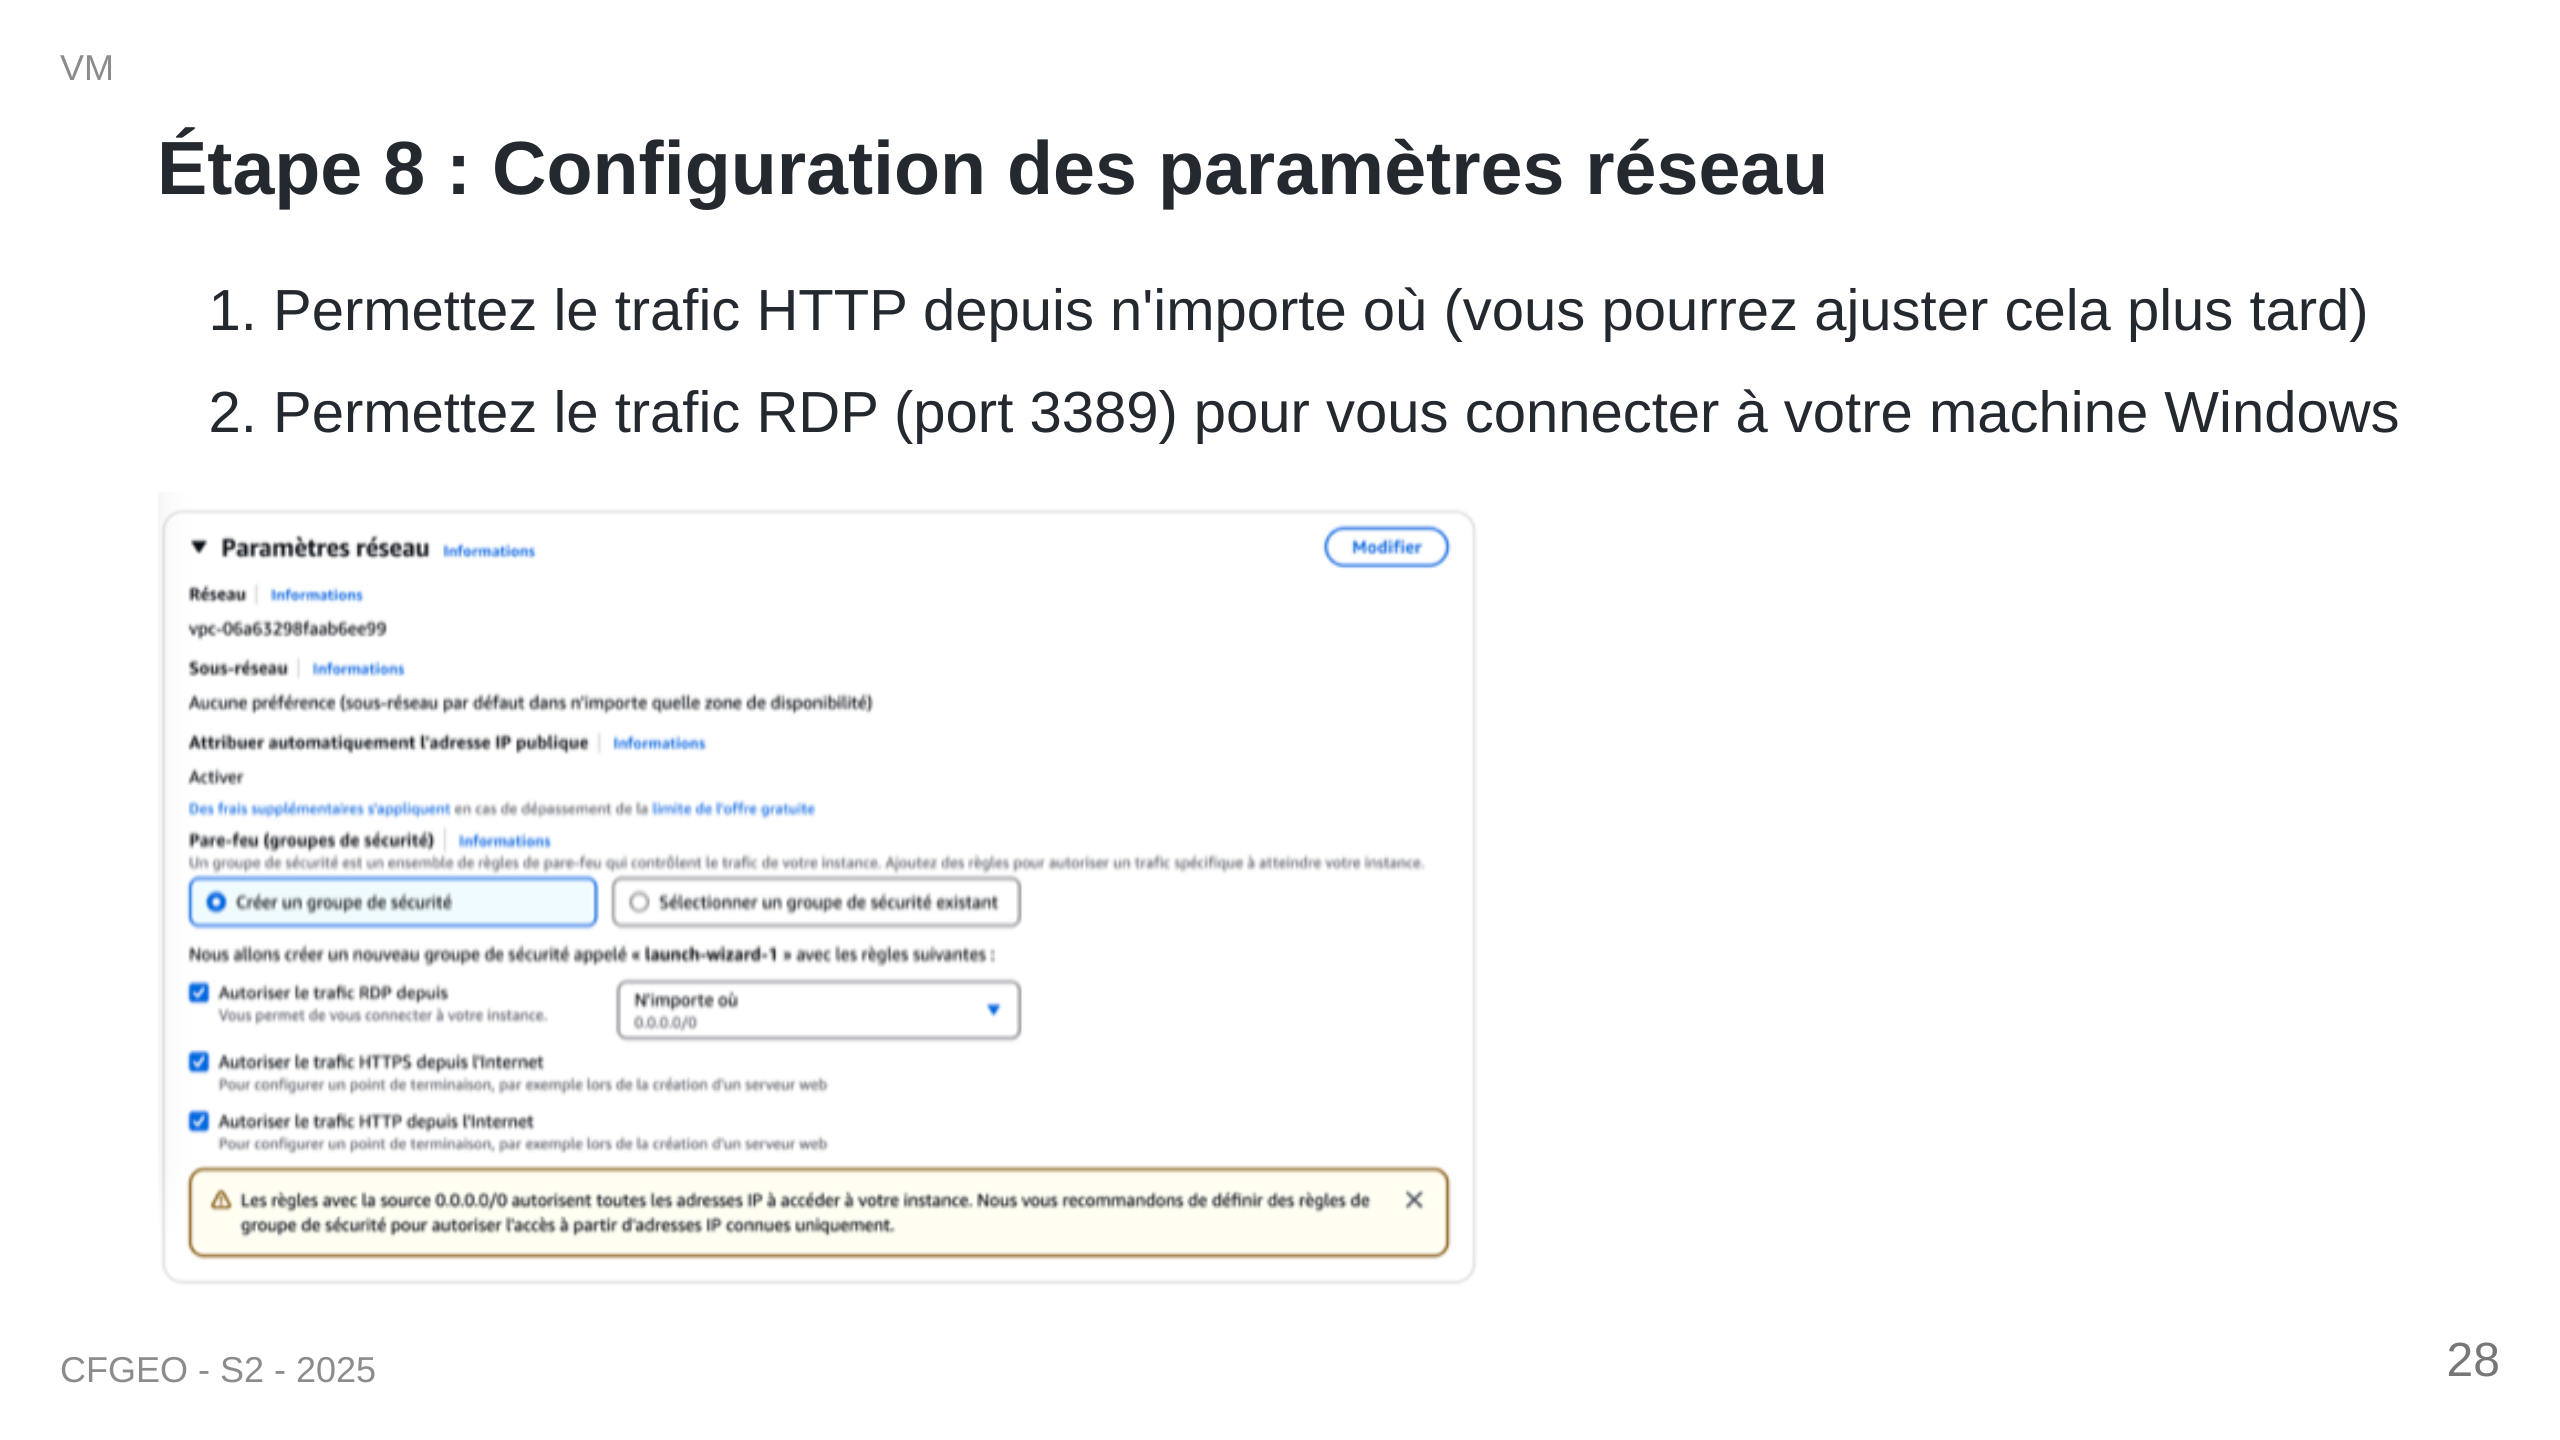 VM
Étape 8 : Configuration des paramètres réseau
1. Permettez le trafic HTTP depuis n'importe où (vous pourrez ajuster cela plus tard)
2. Permettez le trafic RDP (port 3389) pour vous connecter à votre machine Windows
Paramètres réseau Informations Modifier
Réseau Informations
vpc-06a63298faab6ee99
Sous-réseau Informations
Aucune préférence (sous-réseau par défaut dans n'importe quelle zone de disponibilité)
Attribuer automatiquement l'adresse IP publique Informations
Activer
Des frais supplémentaires s'appliquent en cas de dépassement de la limite de l'offre gratuite
Pare-feu (groupes de sécurité) Informations
Un groupe de sécurité est un ensemble de règles de pare-feu qui contrôlent le trafic de votre instance. Ajoutez des règles pour autoriser un trafic spécifique à atteindre votre instance.
Créer un groupe de sécurité Sélectionner un groupe de sécurité existant
Nous allons créer un nouveau groupe de sécurité appelé « launch-wizard-1 » avec les règles suivantes :
Autoriser le trafic RDP depuis N'importe où
Vous permet de vous connecter à votre instance. 0.0.0.0/0
Autoriser le trafic HTTPS depuis l'Internet
Pour configurer un point de terminaison, par exemple lors de la création d'un serveur web
Autoriser le trafic HTTP depuis l'Internet
Pour configurer un point de terminaison, par exemple lors de la création d'un serveur web
Les règles avec la source 0.0.0.0/0 autorisent toutes les adresses IP à accéder à votre instance. Nous vous recommandons de définir des règles de
groupe de sécurité pour autoriser l'accès à partir d'adresses IP connues uniquement.
CFGEO - S2 - 2025
28